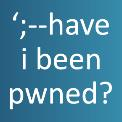 ‘;--have
i been
pwned?